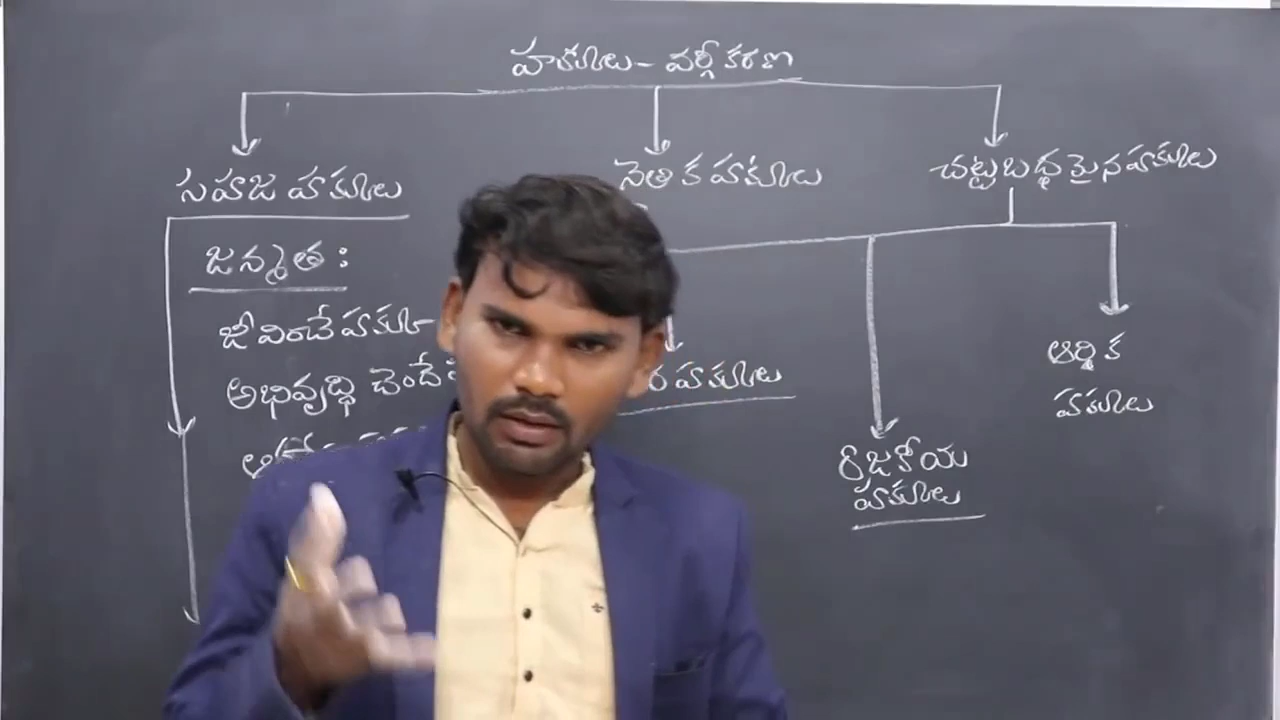 హక్కులు - వర్గీకరణ
సహజ హక్కులు
నైతిక హక్కులు
చట్టబద్ధమైన హక్కులు
జన్మత :
జీవించే హక్కు
అభివృద్ధి చెందే
హక్కులు
రాజకీయ
హక్కులు
ఆర్థిక
హక్కులు